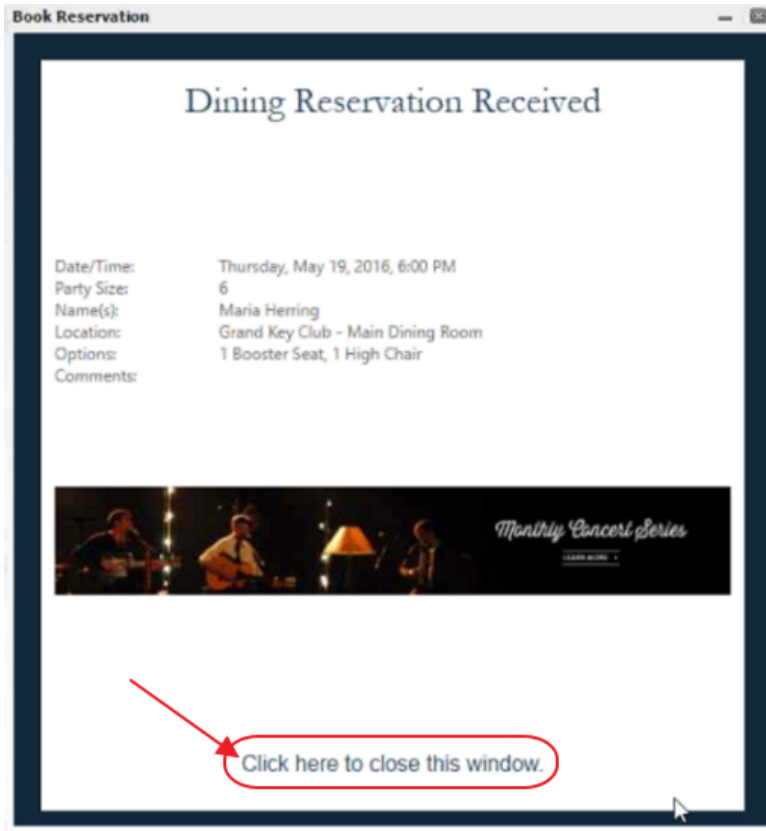 Book Reservation
Dining Reservation Received
Date/Time: Thursday, May 19, 2016, 6:00 PM
Party Size: 6
Name(s): Maria Herring
Location: Grand Key Club - Main Dining Room
Options: 1 Booster Seat, 1 High Chair
Comments:
Monthly Concert Series
LEARN MORE
Click here to close this window.